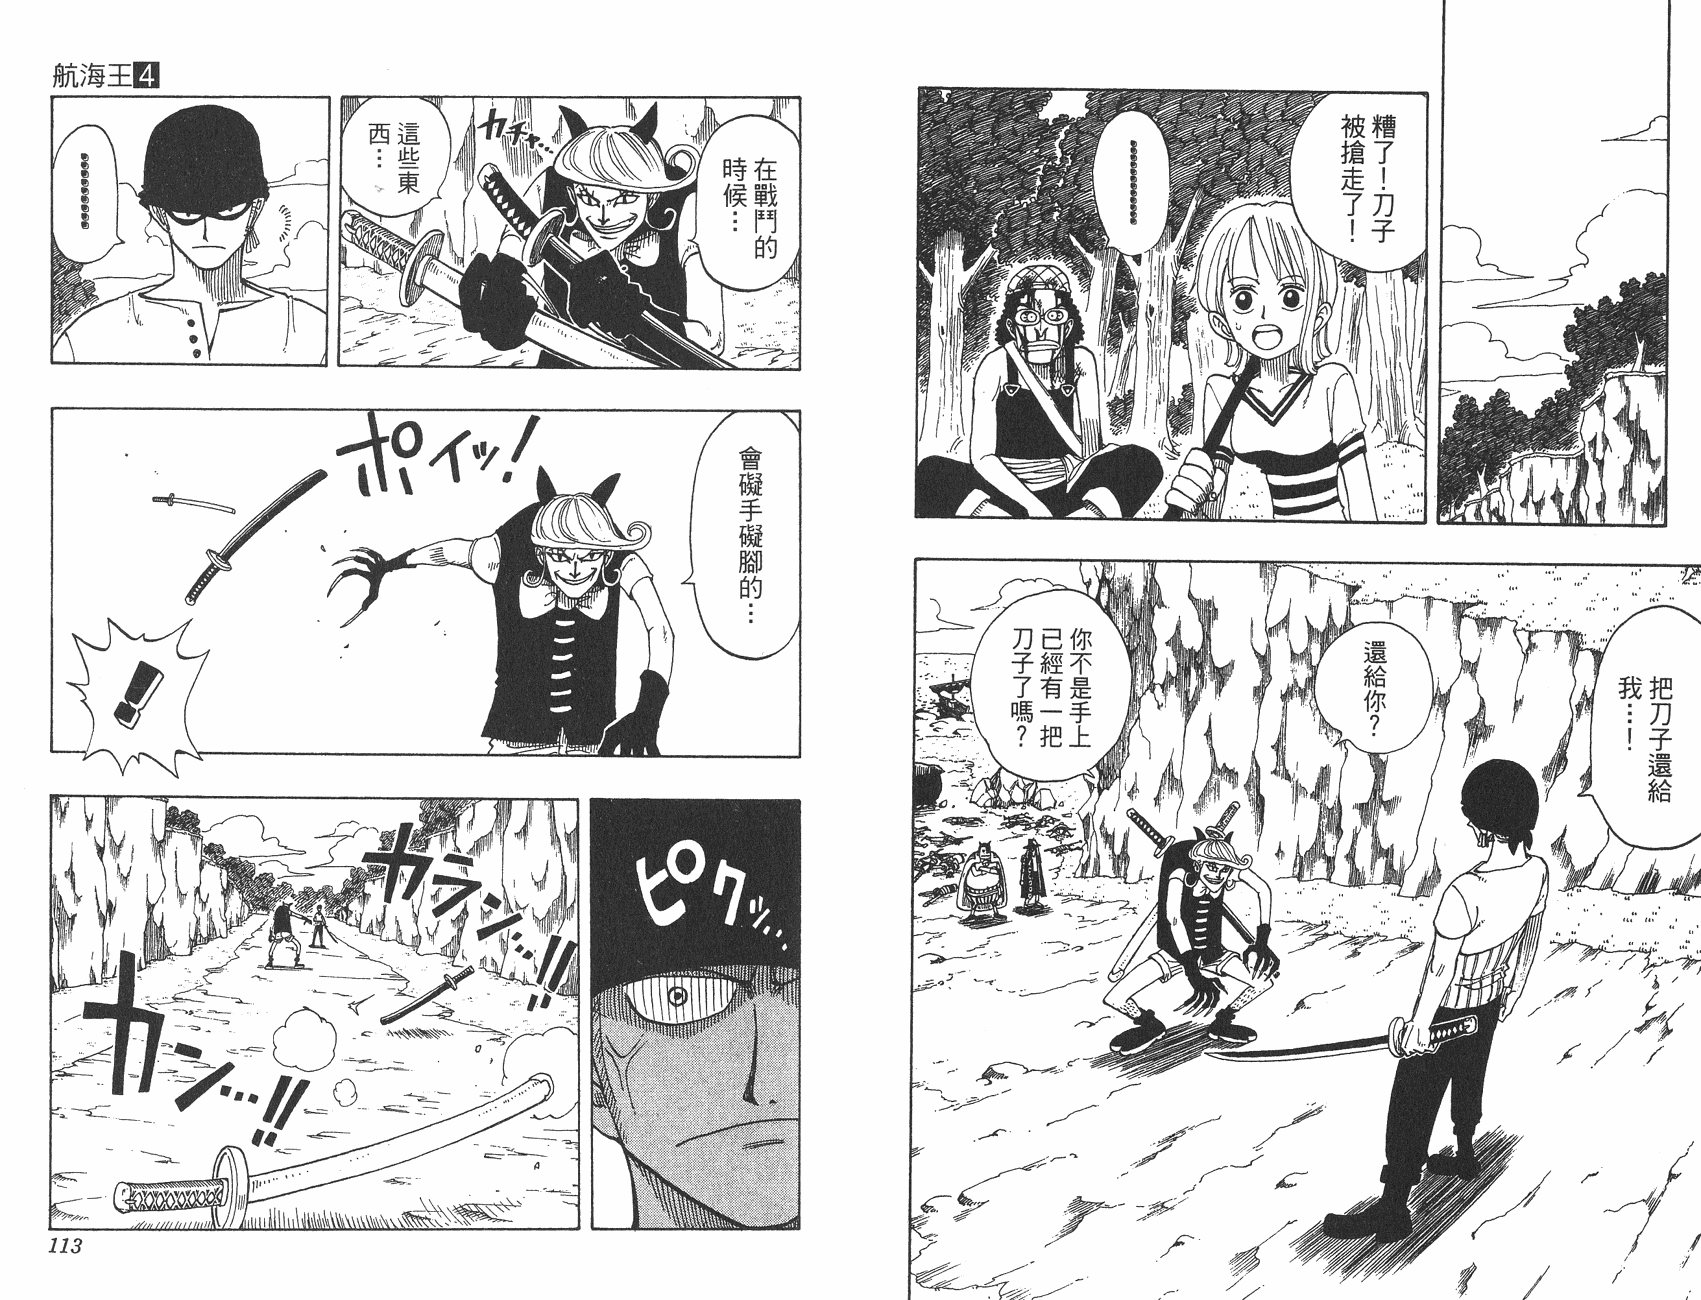 糟了！刀子
被搶走了！
………
把刀子還給
我…！
還給你？
你不是手上
已經有一把
刀子了嗎？
航海王4
在戰鬥的
時候…
カチャ…
這些東
西…
………
會礙手礙腳的…
ポイッ！
！
ピクッ…
カラン…！！
カン…！！
113